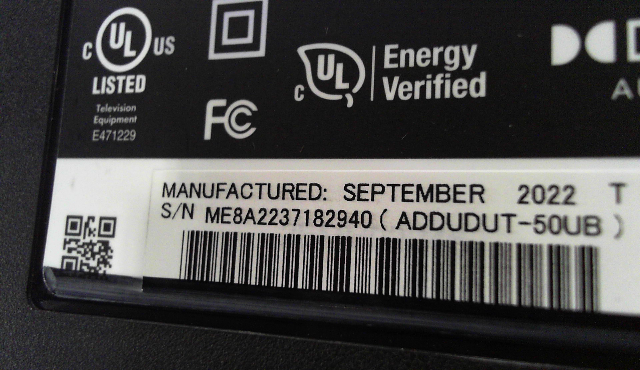 C UL US
LISTED
Television
Equipment
E471229
FC
C UL
Energy
Verified
MANUFACTURED: SEPTEMBER 2022 T
S/N ME8A2237182940 ( ADDUDUT-50UB )